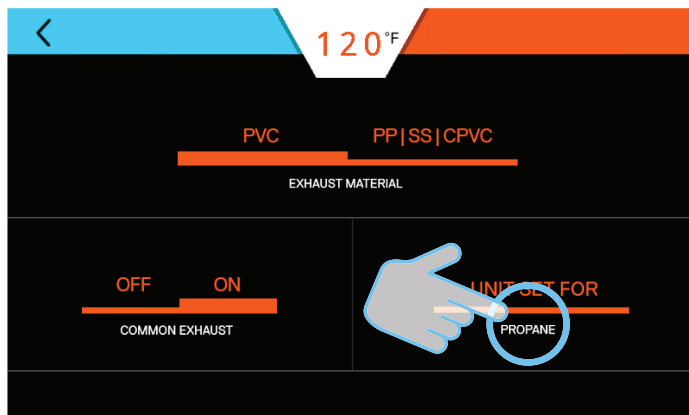 120°F
PVC PP|SS|CPVC
EXHAUST MATERIAL
OFF ON
COMMON EXHAUST
UNIT SET FOR
PROPANE